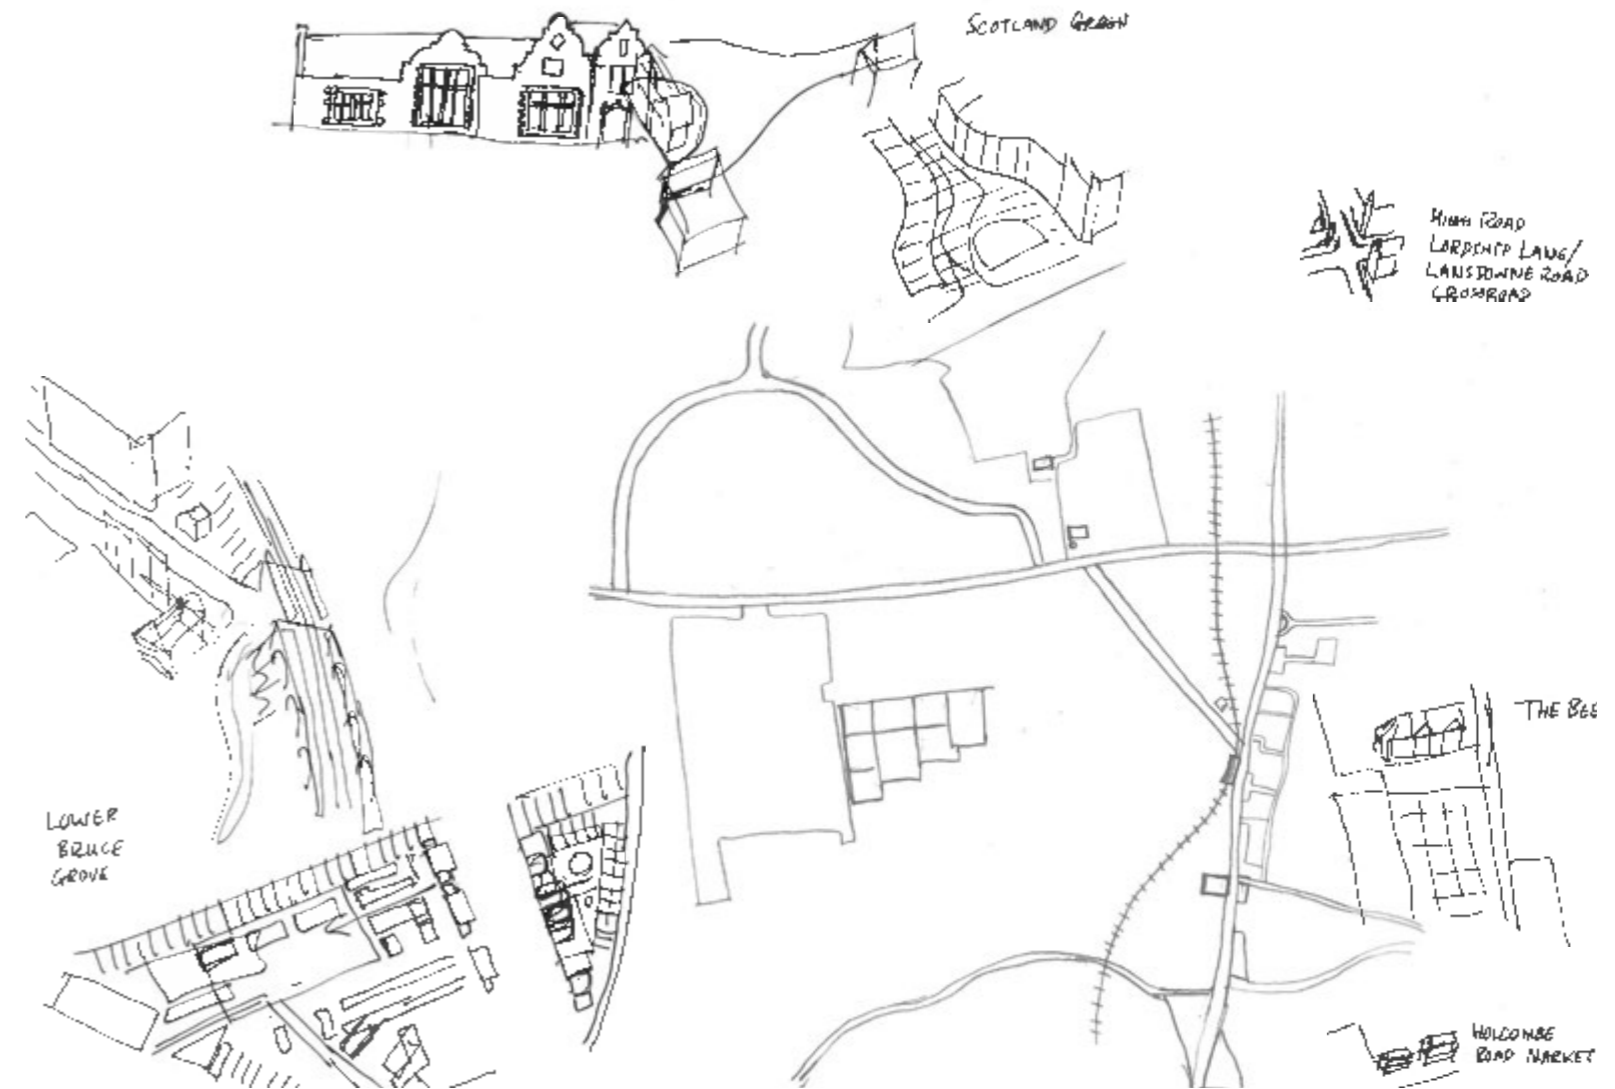 SCOTLAND GREEN
HIGH ROAD
LORDSHIP LANE/
LANSDOWNE ROAD
CROSSROAD
THE BEE
LOWER
BRUCE
GROVE
HOLCOMBE
ROAD MARKET